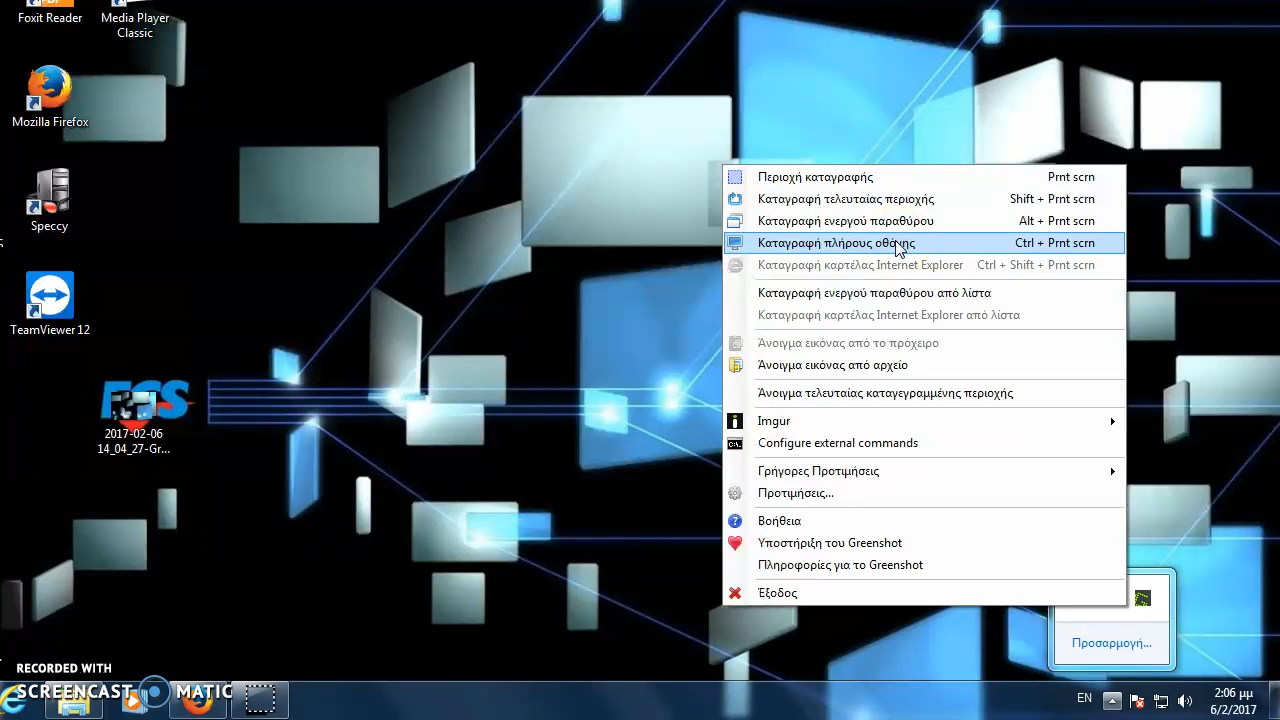 Foxit Reader
Media Player
Classic
Mozilla Firefox
Speccy
TeamViewer 12
2017-02-06
14_04_27-Gr...
Περιοχή καταγραφής Prnt scrn
Καταγραφή τελευταίας περιοχής Shift + Prnt scrn
Καταγραφή ενεργού παραθύρου Alt + Prnt scrn
Καταγραφή πλήρους οθόνης Ctrl + Prnt scrn
Καταγραφή καρτέλας Internet Explorer Ctrl + Shift + Prnt scrn
Καταγραφή ενεργού παραθύρου από λίστα
Καταγραφή καρτέλας Internet Explorer από λίστα
Άνοιγμα εικόνας από το πρόχειρο
Άνοιγμα εικόνας από αρχείο
Άνοιγμα τελευταίας καταγεγραμμένης περιοχής
Imgur
Configure external commands
Γρήγορες Προτιμήσεις
Προτιμήσεις...
Βοήθεια
Υποστήριξη του Greenshot
Πληροφορίες για το Greenshot
Έξοδος
Προσαρμογή...
RECORDED WITH
SCREENCAST MATIC
EN
2:06 μμ
6/2/2017